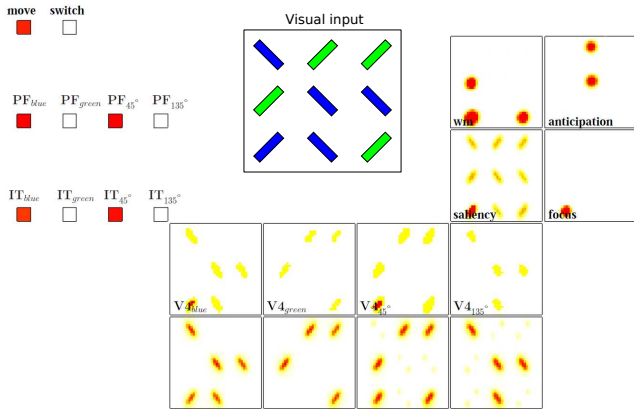 move switch
Visual input
PF_blue PF_green PF_45° PF_135°
wm anticipation
IT_blue IT_green IT_45° IT_135°
saliency focus
V4_blue V4_green V4_45° V4_135°